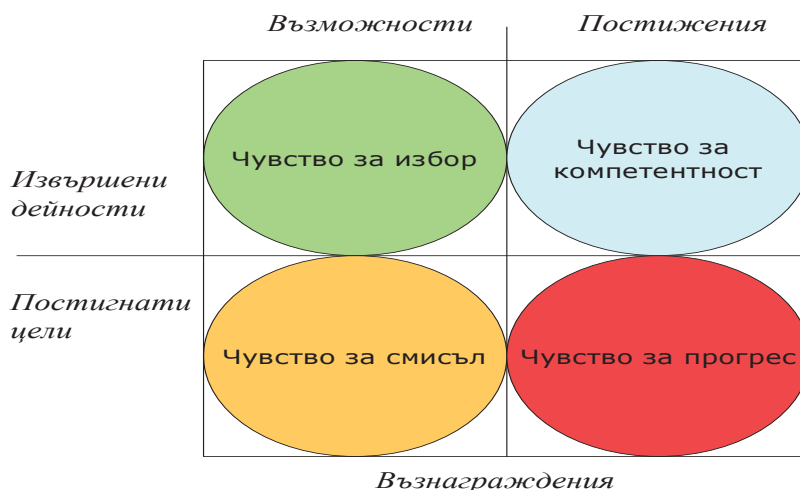 Възможности
Постижения
Чувство за избор
Чувство за
компетентност
Извършени
дейности
Постигнати
цели
Чувство за смисъл
Чувство за прогрес
Възнаграждения